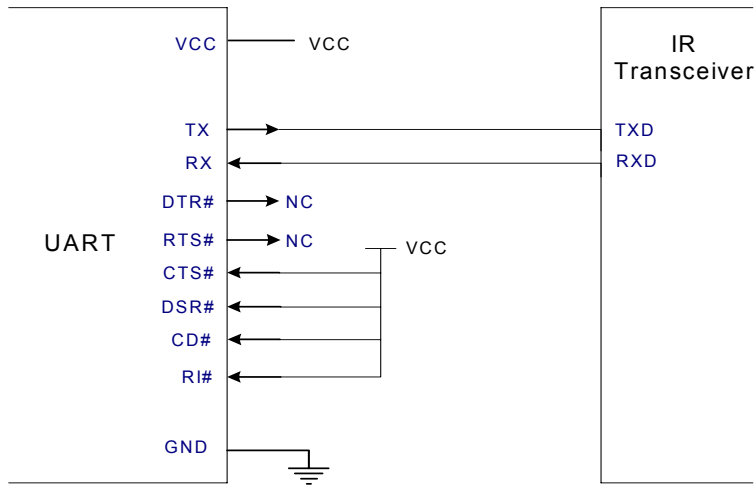 VCC
VCC
IR
Transceiver
TX
TXD
RX
RXD
DTR#
NC
UART
RTS#
NC
VCC
CTS#
DSR#
CD#
RI#
GND